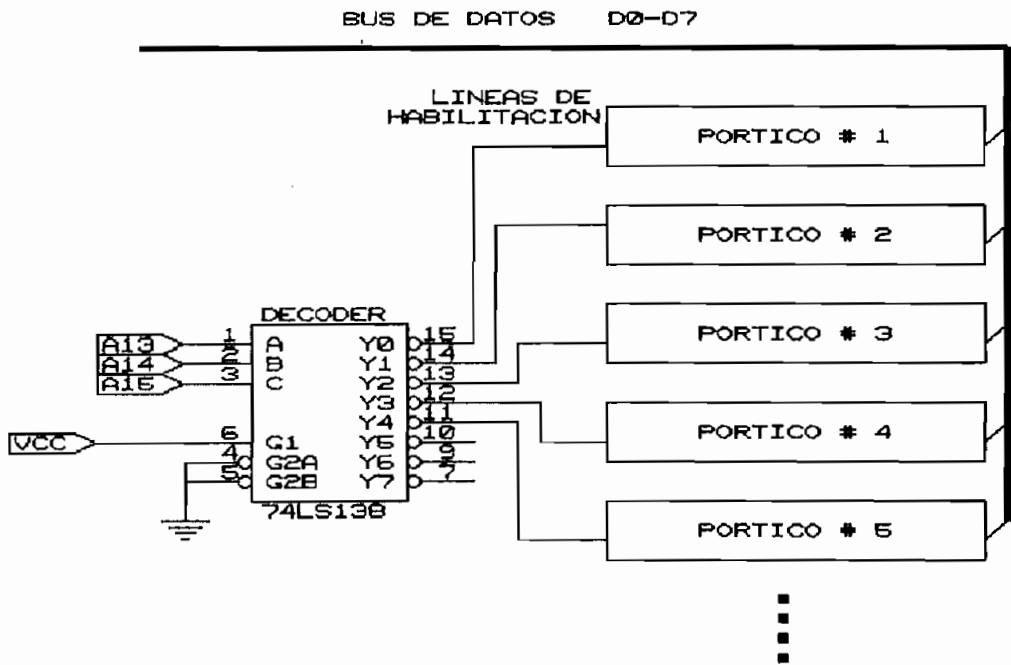 BUS DE DATOS D0-D7
LINEAS DE
HABILITACION
PORTICO # 1
PORTICO # 2
PORTICO # 3
PORTICO # 4
PORTICO # 5
DECODER
A13 1 A Y0 15
A14 2 B Y1 14
A15 3 C Y2 13
Y3 12
Y4 11
VCC 6 G1 Y5 10
4 G2A Y6 9
5 G2B Y7 7
74LS138